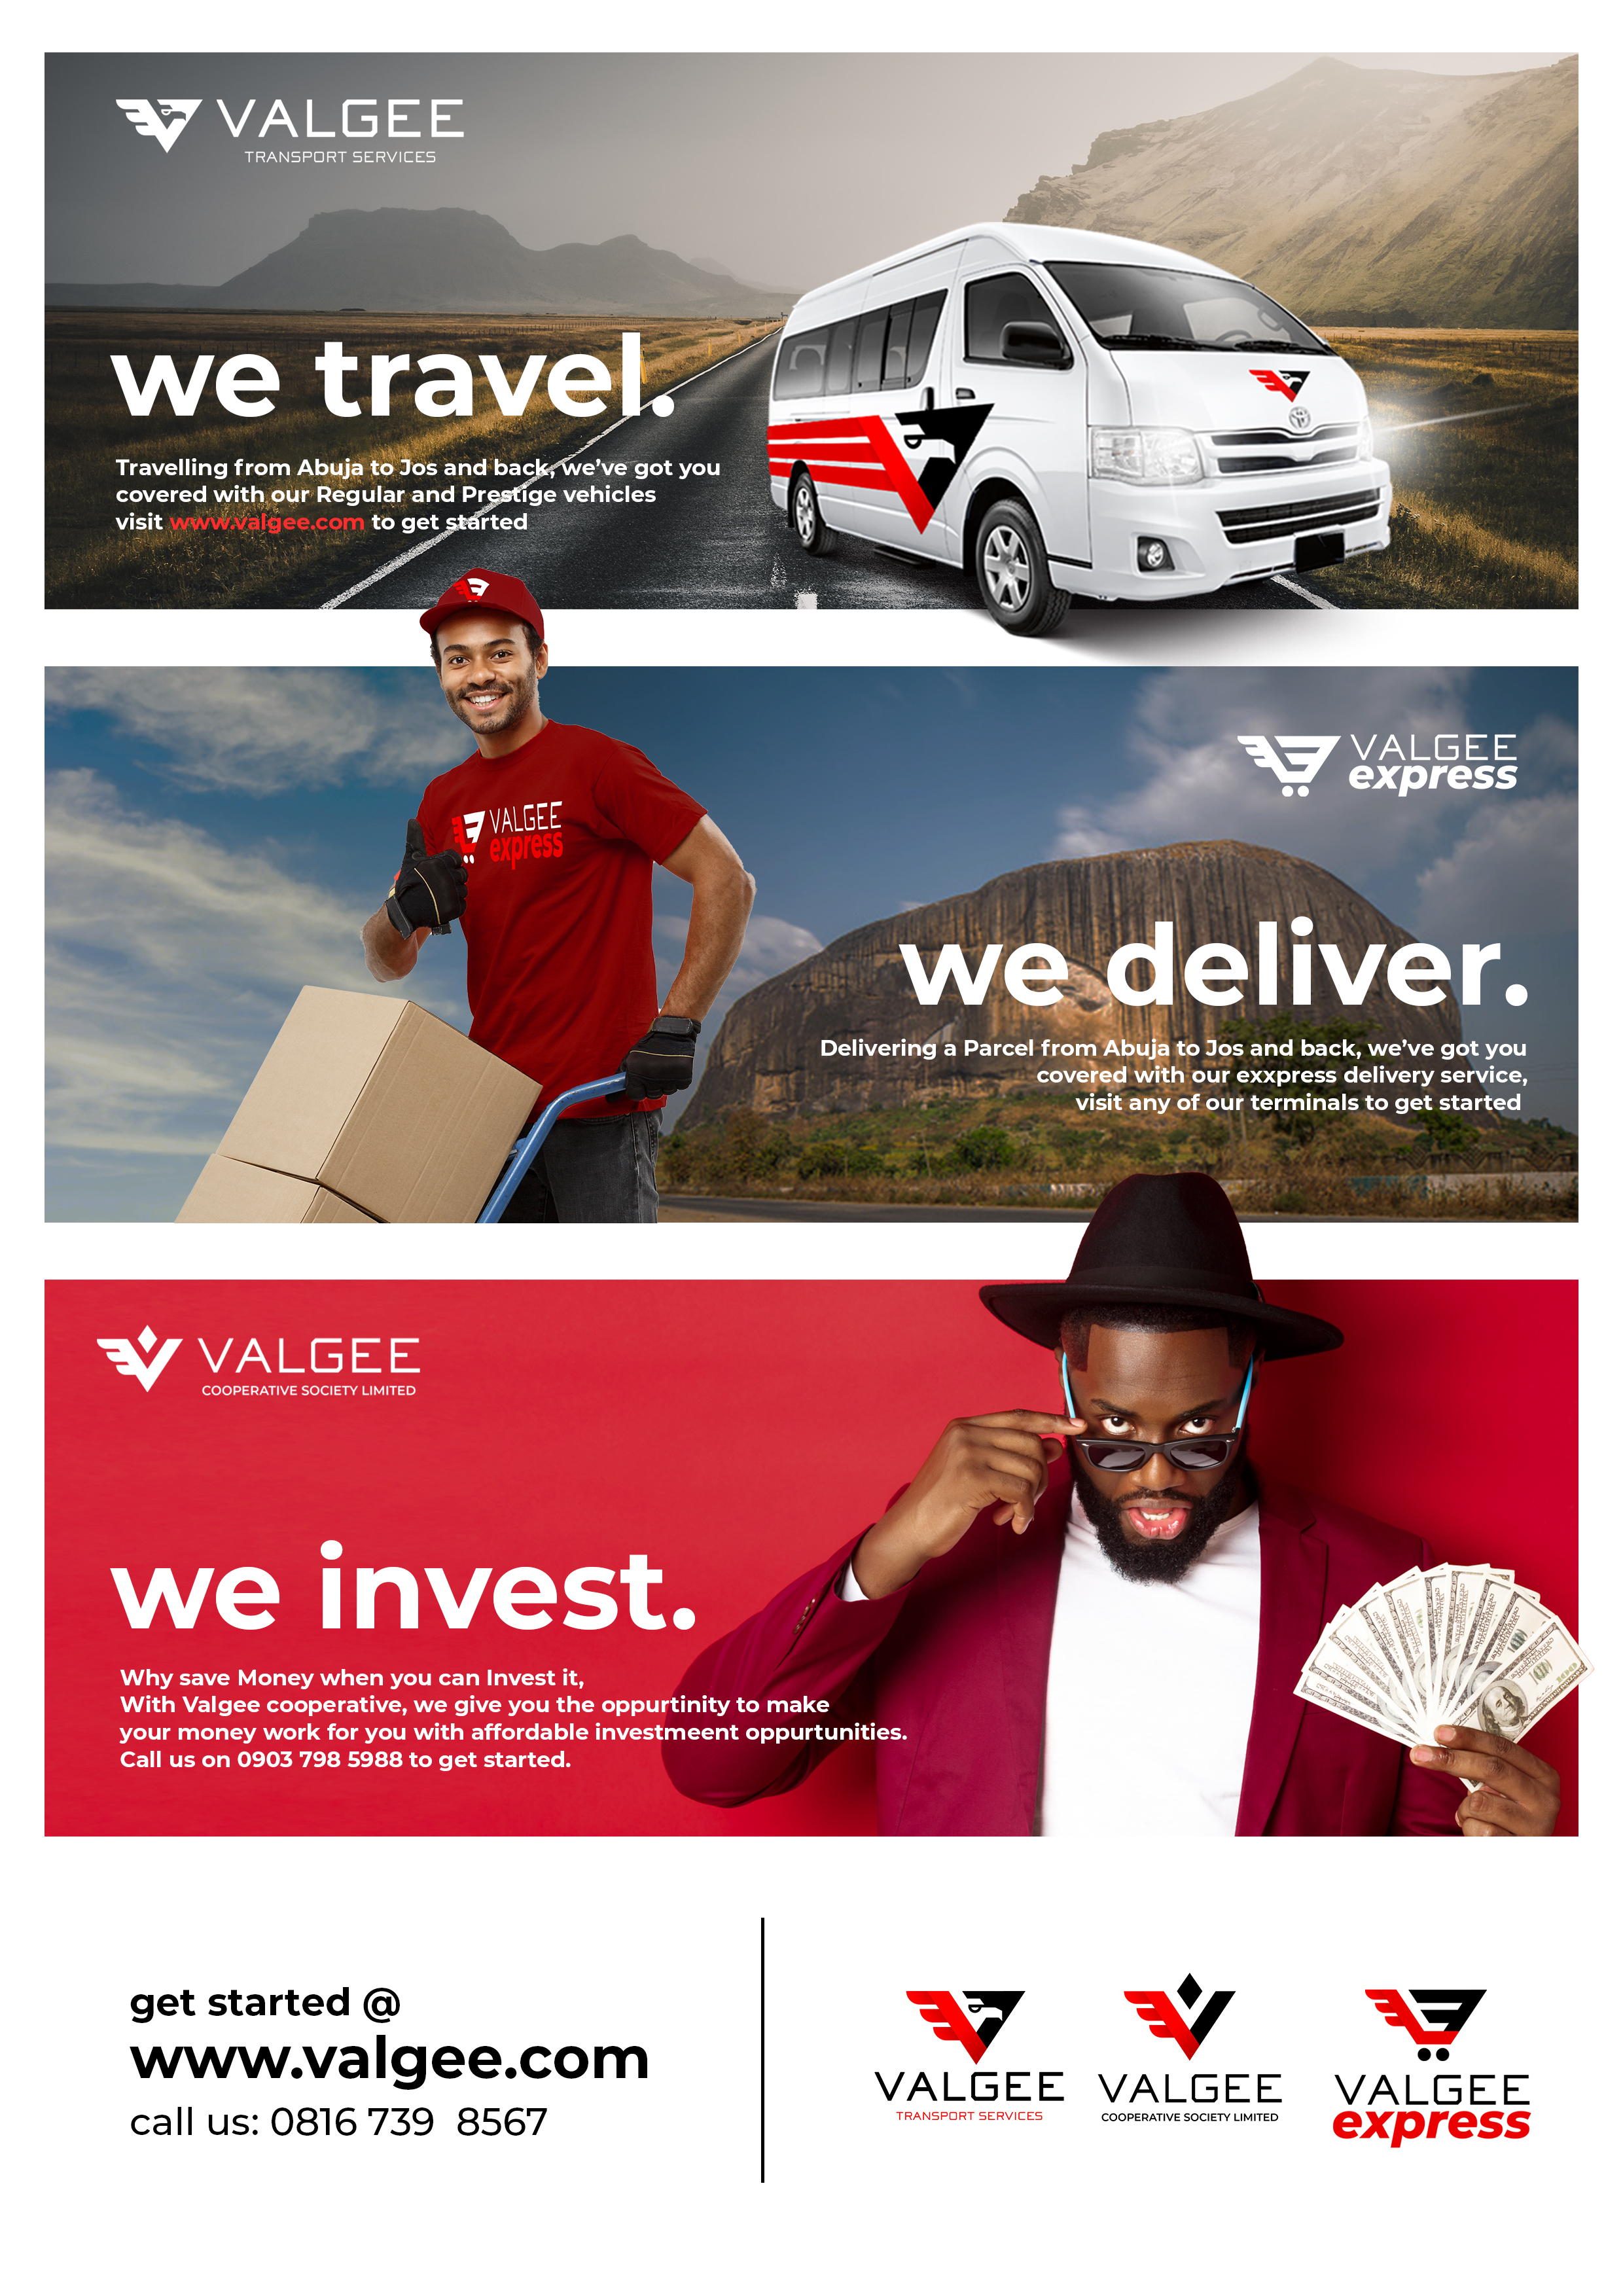 VALGEE
TRANSPORT SERVICES
we travel.
Travelling from Abuja to Jos and back, we've got you
covered with our Regular and Prestige vehicles
visit www.valgee.com to get started
VALGEE
express
VALGEE
express
we deliver.
Delivering a Parcel from Abuja to Jos and back, we've got you
covered with our exxpress delivery service,
visit any of our terminals to get started
VALGEE
COOPERATIVE SOCIETY LIMITED
we invest.
Why save Money when you can Invest it,
With Valgee cooperative, we give you the oppurtinity to make
your money work for you with affordable investmeent oppurtunities.
Call us on 0903 798 5988 to get started.
100
get started @
www.valgee.com
call us: 0816 739 8567
VALGEE
TRANSPORT SERVICES
VALGEE
COOPERATIVE SOCIETY LIMITED
VALGEE
express